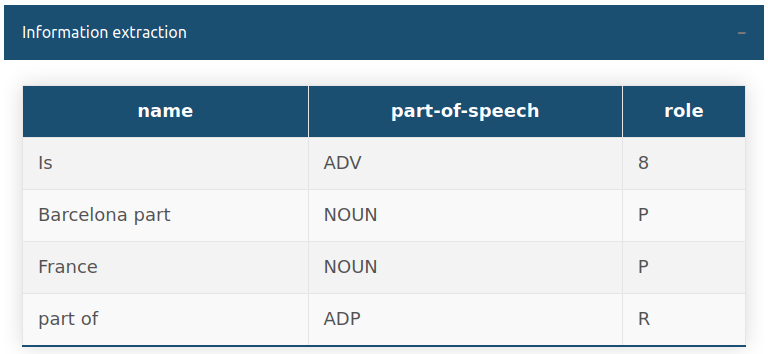 Information extraction –
name part-of-speech role
Is ADV 8
Barcelona part NOUN P
France NOUN P
part of ADP R